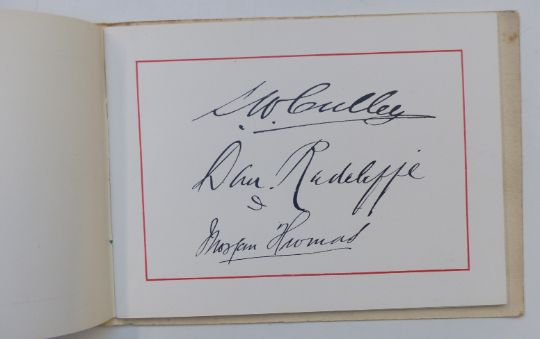 S. W. Culley
Dan. Radcliffe
&
Morgan Thomas